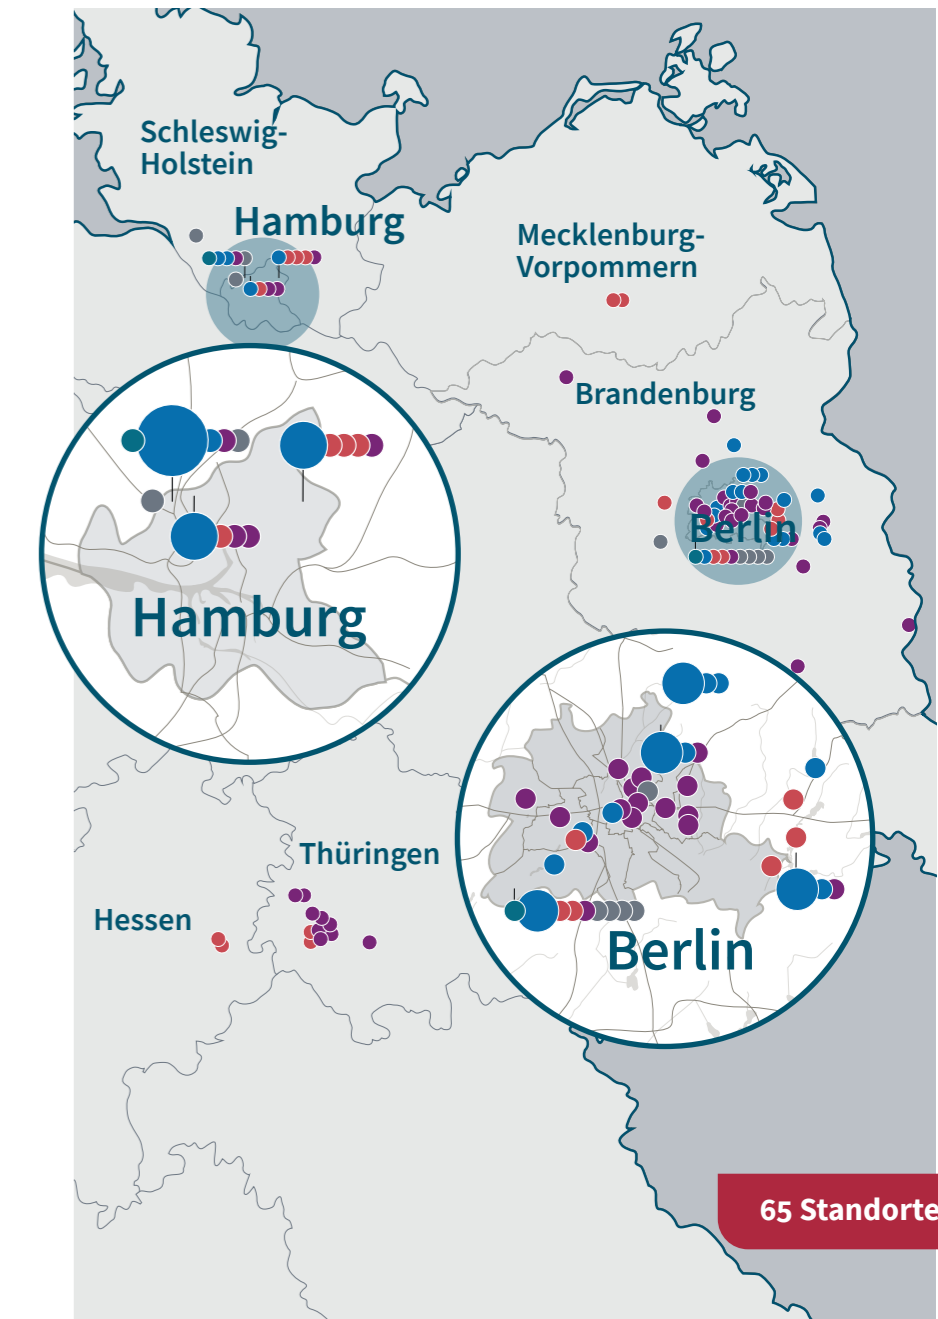 Schleswig-
Holstein
Hamburg
Mecklenburg-
Vorpommern
Brandenburg
Berlin
Hamburg
Thüringen
Hessen
Berlin
65 Standorte